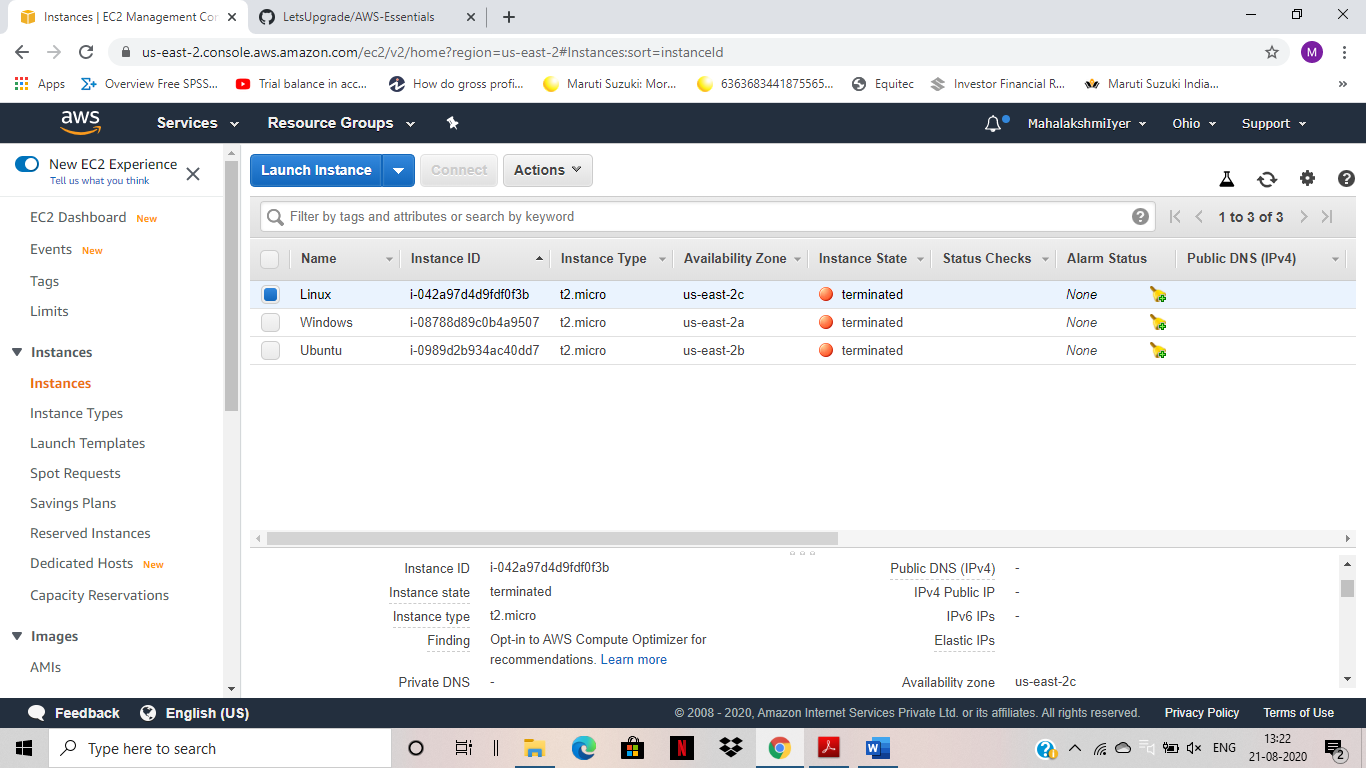 Instances | EC2 Management Con
LetsUpgrade/AWS-Essentials
us-east-2.console.aws.amazon.com/ec2/v2/home?region=us-east-2#Instances:sort=instanceId
M
Apps
Overview Free SPSS...
Trial balance in acc...
How do gross profi...
Maruti Suzuki: Mor...
6363683441875565...
Equitec
Investor Financial R...
Maruti Suzuki India...
aws
Services
Resource Groups
MahalakshmiIyer
Ohio
Support
New EC2 Experience
Tell us what you think
EC2 Dashboard New
Events New
Tags
Limits
Instances
Instances
Instance Types
Launch Templates
Spot Requests
Savings Plans
Reserved Instances
Dedicated Hosts New
Capacity Reservations
Images
AMIs
Launch Instance
Connect
Actions
Filter by tags and attributes or search by keyword
1 to 3 of 3
Name Instance ID Instance Type Availability Zone Instance State Status Checks Alarm Status Public DNS (IPv4)
Linux i-042a97d4d9fdf0f3b t2.micro us-east-2c terminated None
Windows i-08788d89c0b4a9507 t2.micro us-east-2a terminated None
Ubuntu i-0989d2b934ac40dd7 t2.micro us-east-2b terminated None
Instance ID i-042a97d4d9fdf0f3b
Instance state terminated
Instance type t2.micro
Finding Opt-in to AWS Compute Optimizer for
recommendations. Learn more
Private DNS -
Public DNS (IPv4) -
IPv4 Public IP -
IPv6 IPs -
Elastic IPs
Availability zone us-east-2c
Feedback
English (US)
© 2008 - 2020, Amazon Internet Services Private Ltd. or its affiliates. All rights reserved.
Privacy Policy
Terms of Use
Type here to search
ENG
13:22
21-08-2020
2